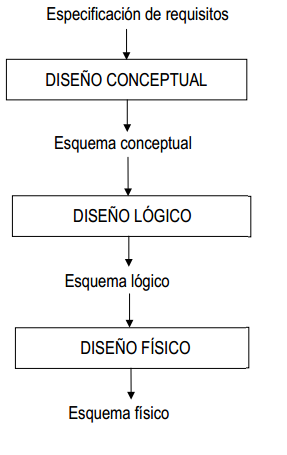 Especificación de requisitos
DISEÑO CONCEPTUAL
Esquema conceptual
DISEÑO LÓGICO
Esquema lógico
DISEÑO FÍSICO
Esquema físico